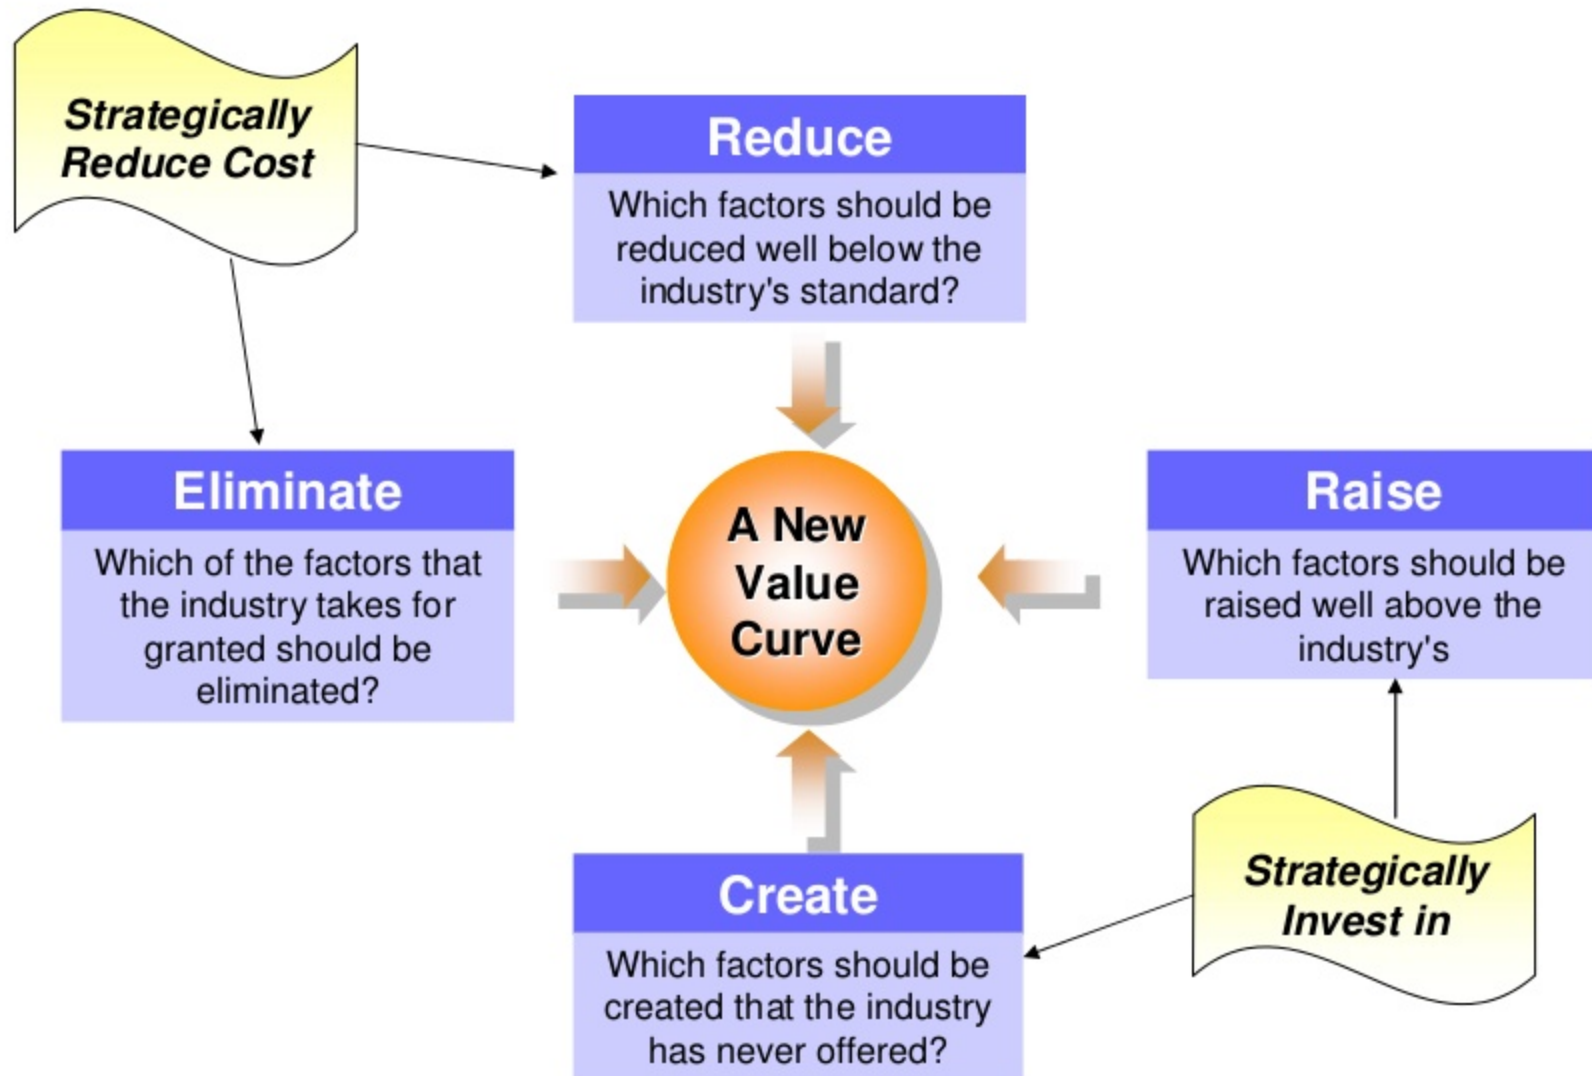 Strategically
Reduce Cost
Reduce
Which factors should be
reduced well below the
industry's standard?
Eliminate
Which of the factors that
the industry takes for
granted should be
eliminated?
A New
Value
Curve
Raise
Which factors should be
raised well above the
industry's
Create
Which factors should be
created that the industry
has never offered?
Strategically
Invest in